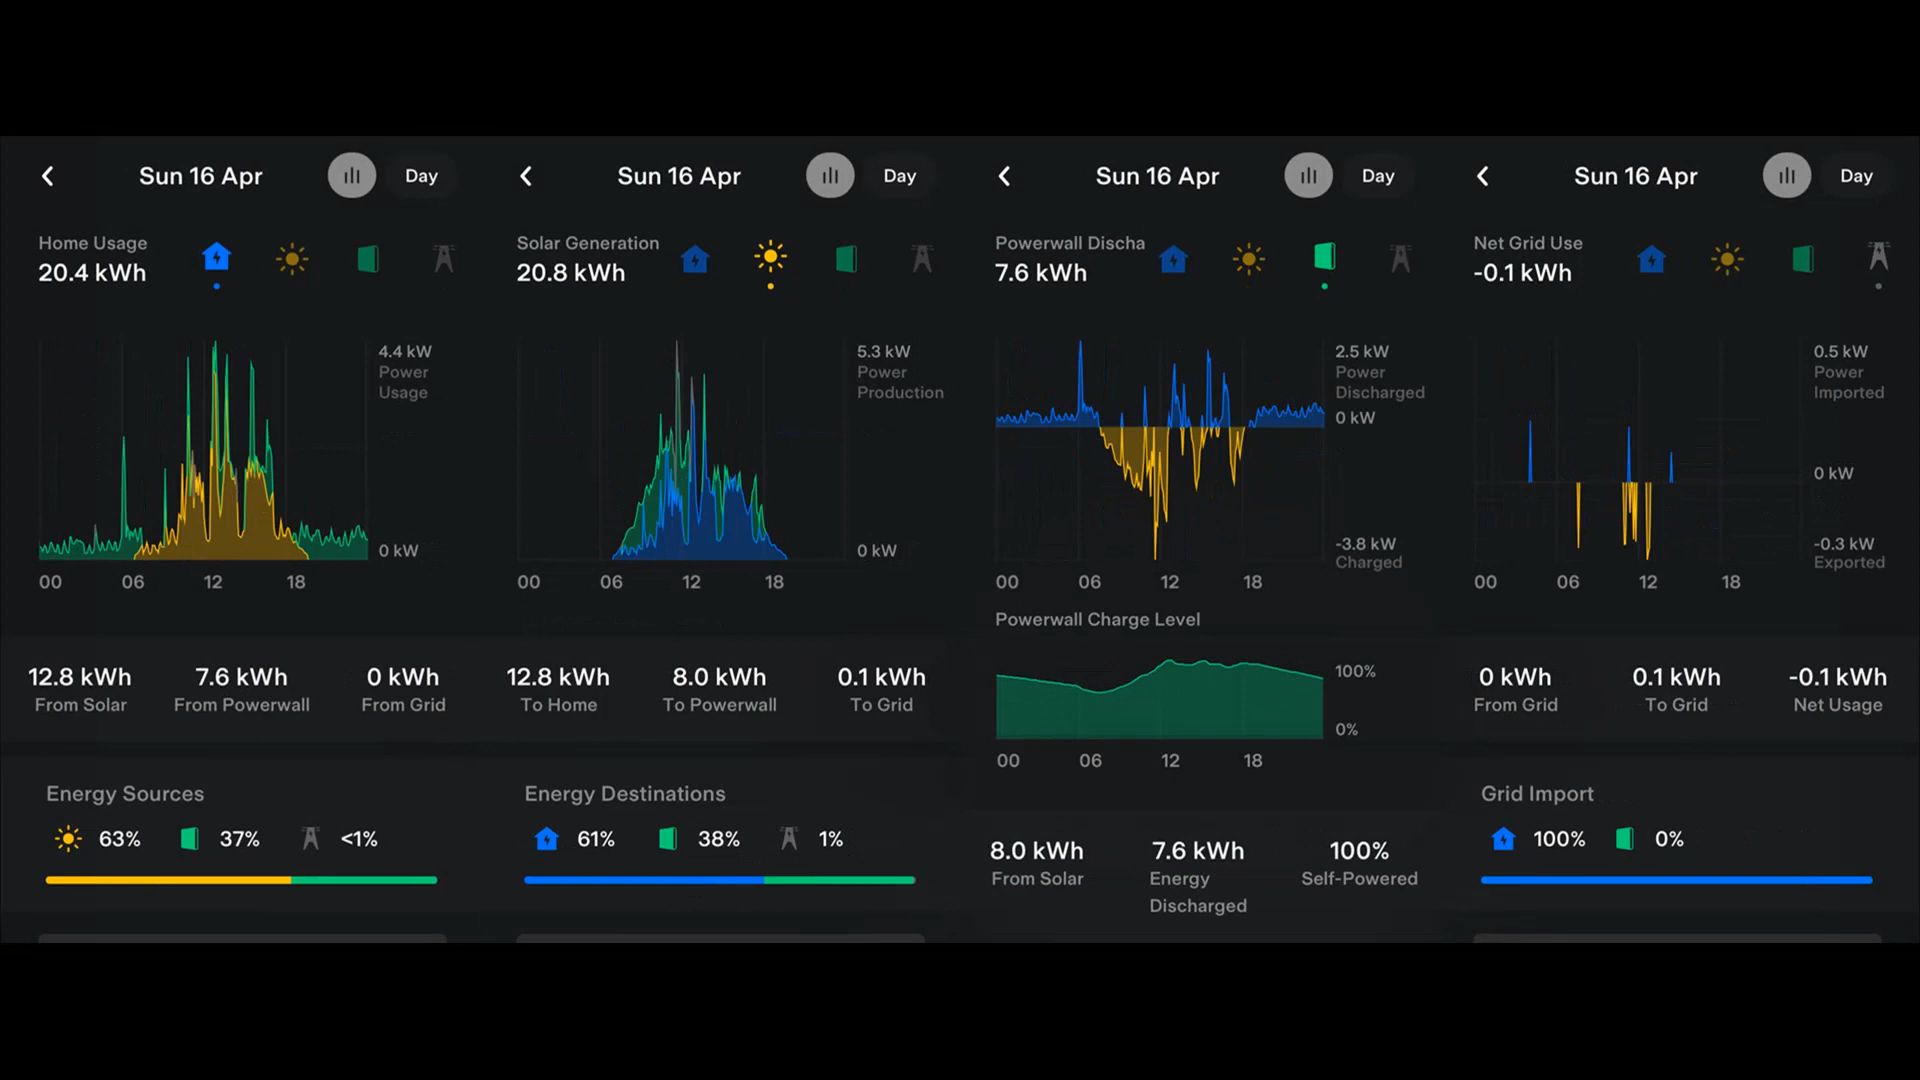 Sun 16 Apr
Day
Home Usage
20.4 kWh
4.4 kW
Power
Usage
0 kW
00 06 12 18
12.8 kWh 7.6 kWh 0 kWh
From Solar From Powerwall From Grid
Energy Sources
63% 37% <1%
Sun 16 Apr
Day
Solar Generation
20.8 kWh
5.3 kW
Power
Production
0 kW
00 06 12 18
12.8 kWh 8.0 kWh 0.1 kWh
To Home To Powerwall To Grid
Energy Destinations
61% 38% 1%
Sun 16 Apr
Day
Powerwall Discha
7.6 kWh
2.5 kW
Power
Discharged
0 kW
-3.8 kW
Charged
00 06 12 18
Powerwall Charge Level
100%
0%
00 06 12 18
8.0 kWh 7.6 kWh 100%
From Solar Energy Self-Powered
Discharged
Sun 16 Apr
Day
Net Grid Use
-0.1 kWh
0.5 kW
Power
Imported
0 kW
-0.3 kW
Exported
00 06 12 18
0 kWh 0.1 kWh -0.1 kWh
From Grid To Grid Net Usage
Grid Import
100% 0%